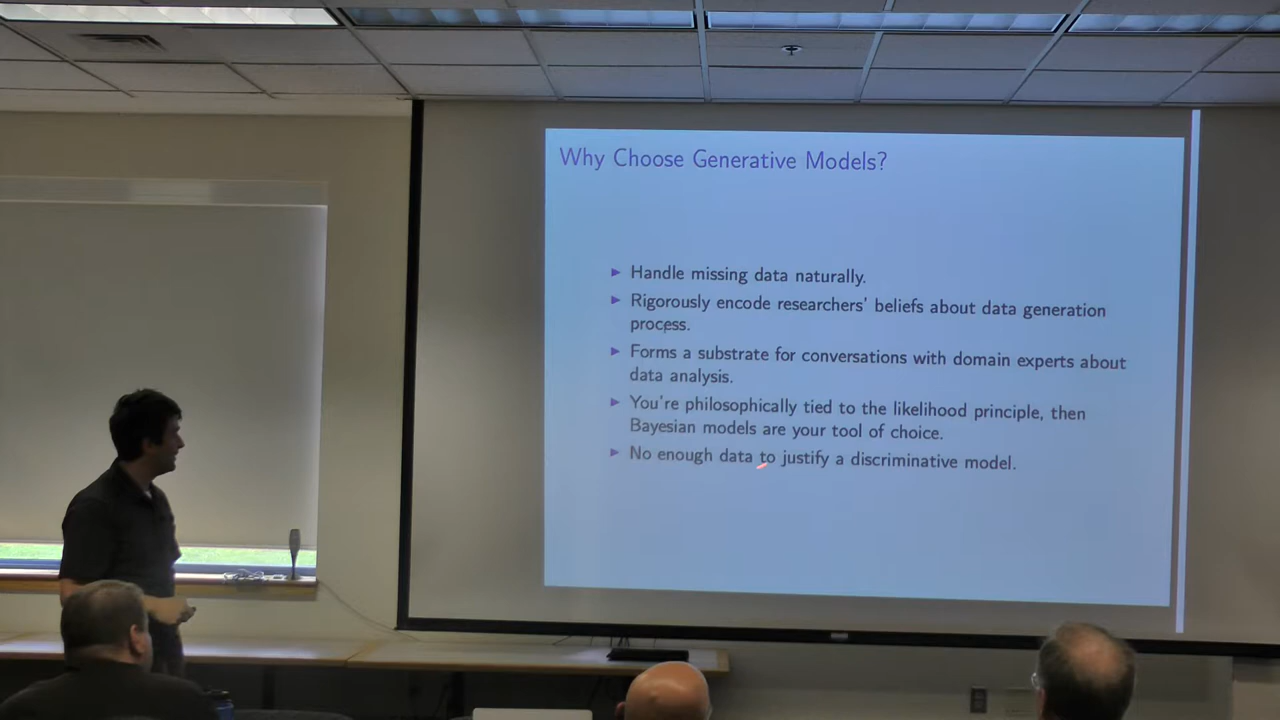 Why Choose Generative Models?
Handle missing data naturally.
Rigorously encode researchers' beliefs about data generation
process.
Forms a substrate for conversations with domain experts about
data analysis.
You're philosophically tied to the likelihood principle, then
Bayesian models are your tool of choice.
No enough data to justify a discriminative model.